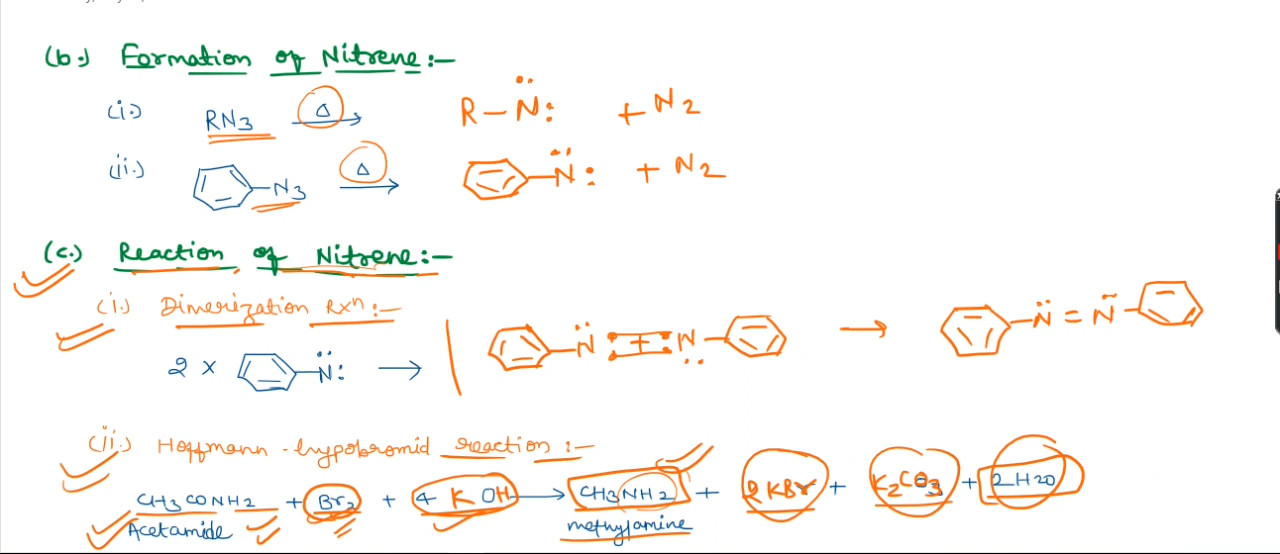 (b.) Formation of Nitrene:-
(i.) RN3 Δ → R-N̈: + N2
(ii.) -N3 Δ → -N̈: + N2
(c.) Reaction of Nitrene:-
(i.) Dimerization Rxn:-
2 × -N̈: → -N̈ :+: N̈- → -N̈=N̈-
(ii.) Hoffmann-hypobromid reaction:-
CH3CONH2 + Br2 + 4 KOH → CH3NH2 + 2KBr + K2CO3 + 2H2O
Acetamide methylamine